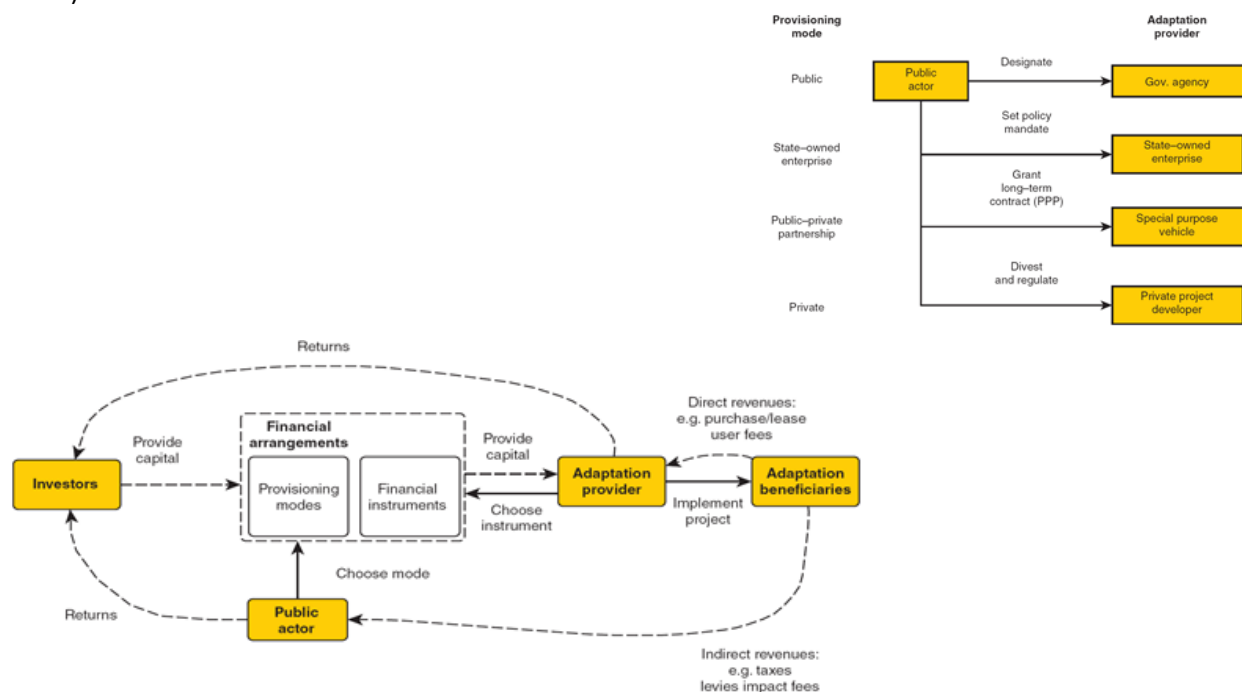 Provisioning
mode
Adaptation
provider
Public
Public
actor
Designate
Gov. agency
State–owned
enterprise
Set policy
mandate
State–owned
enterprise
Public–private
partnership
Grant
long–term
contract (PPP)
Special purpose
vehicle
Private
Divest
and regulate
Private project
developer
Returns
Direct revenues:
e.g. purchase/lease
user fees
Financial
arrangements
Provide
capital
Provide
capital
Investors
Provisioning
modes
Financial
instruments
Adaptation
provider
Adaptation
beneficiaries
Choose
instrument
Implement
project
Choose mode
Returns
Public
actor
Indirect revenues:
e.g. taxes
levies impact fees